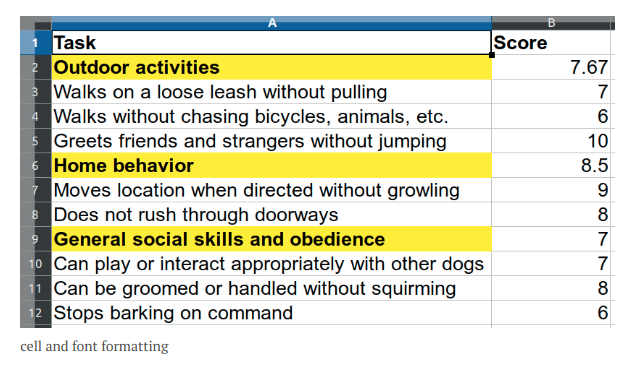 A B
1 Task Score
2 Outdoor activities 7.67
3 Walks on a loose leash without pulling 7
4 Walks without chasing bicycles, animals, etc. 6
5 Greets friends and strangers without jumping 10
6 Home behavior 8.5
7 Moves location when directed without growling 9
8 Does not rush through doorways 8
9 General social skills and obedience 7
10 Can play or interact appropriately with other dogs 7
11 Can be groomed or handled without squirming 8
12 Stops barking on command 6
cell and font formatting